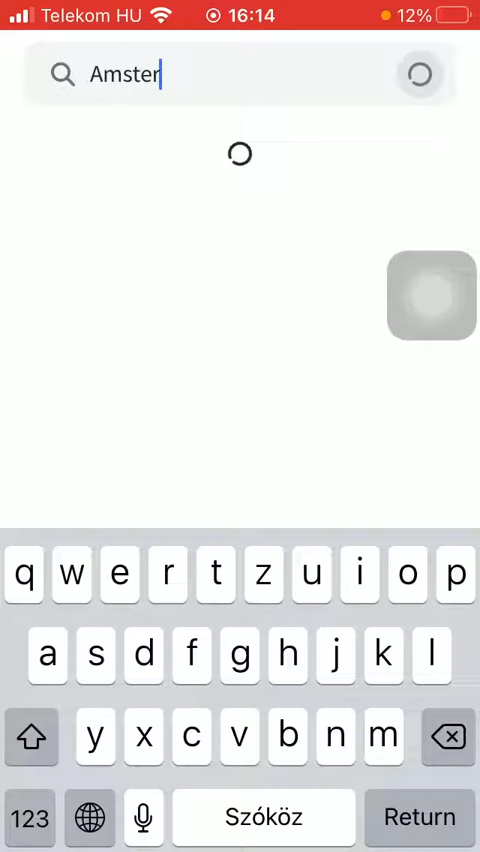 Telekom HU 16:14 12%
Amster
q w e r t z u i o p
a s d f g h j k l
y x c v b n m
123 Szóköz Return